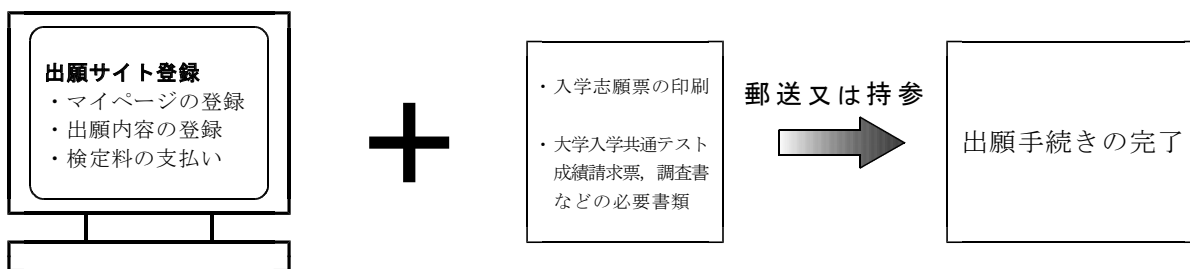 出願サイト登録
・マイページの登録
・出願内容の登録
・検定料の支払い
・入学志願票の印刷
・大学入学共通テスト
成績請求票，調査書
などの必要書類
郵送又は持参
出願手続きの完了